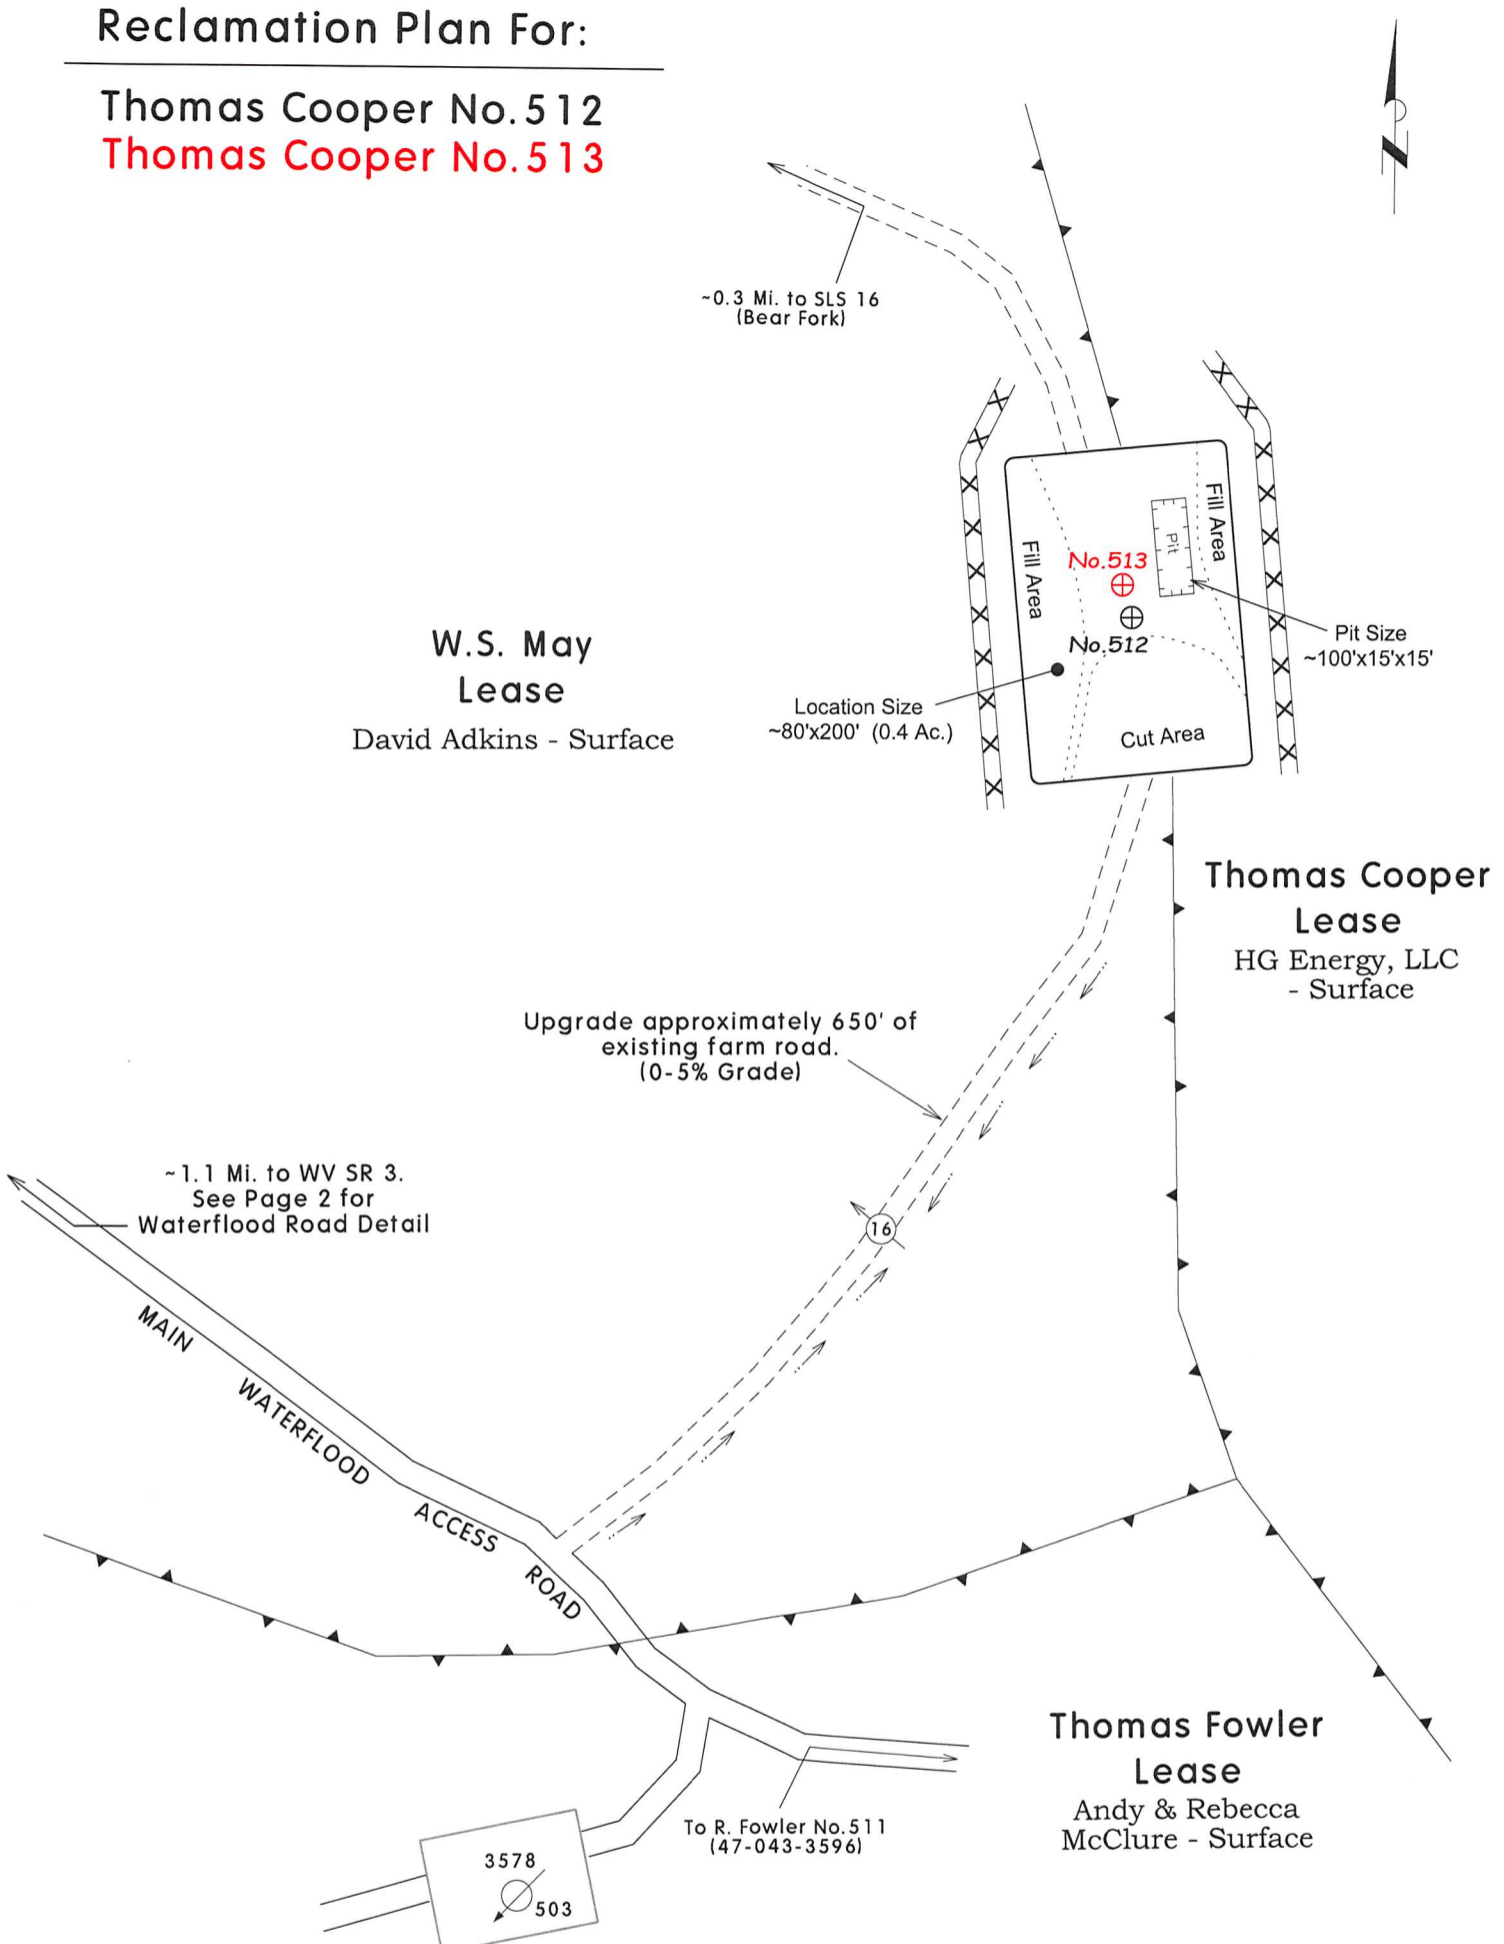 Reclamation Plan For:
Thomas Cooper No.512
Thomas Cooper No.513
N
~0.3 Mi. to SLS 16
(Bear Fork)
Fill Area
Pit
Fill Area
No.513
No.512
Pit Size
~100'x15'x15'
W.S. May
Lease
David Adkins - Surface
Location Size
~80'x200' (0.4 Ac.)
Cut Area
Thomas Cooper
Lease
HG Energy, LLC
- Surface
Upgrade approximately 650' of
existing farm road.
(0-5% Grade)
~1.1 Mi. to WV SR 3.
See Page 2 for
Waterflood Road Detail
16
MAIN WATERFLOOD ACCESS ROAD
Thomas Fowler
Lease
Andy & Rebecca
McClure - Surface
To R. Fowler No.511
(47-043-3596)
3578
503